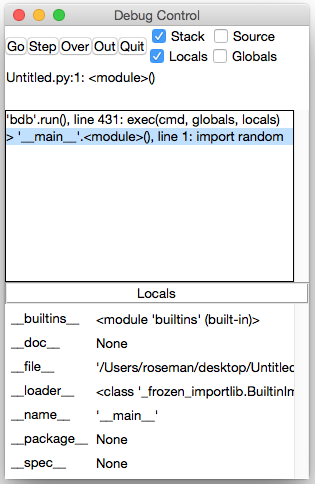 Debug Control
Go Step Over Out Quit
Stack Source
Locals Globals
Untitled.py:1: <module>()
'bdb'.run(), line 431: exec(cmd, globals, locals)
> '__main__'.<module>(), line 1: import random
Locals
__builtins__ <module 'builtins' (built-in)>
__doc__ None
__file__ '/Users/roseman/desktop/Untitled
__loader__ <class '_frozen_importlib.BuiltinIm
__name__ '__main__'
__package__ None
__spec__ None